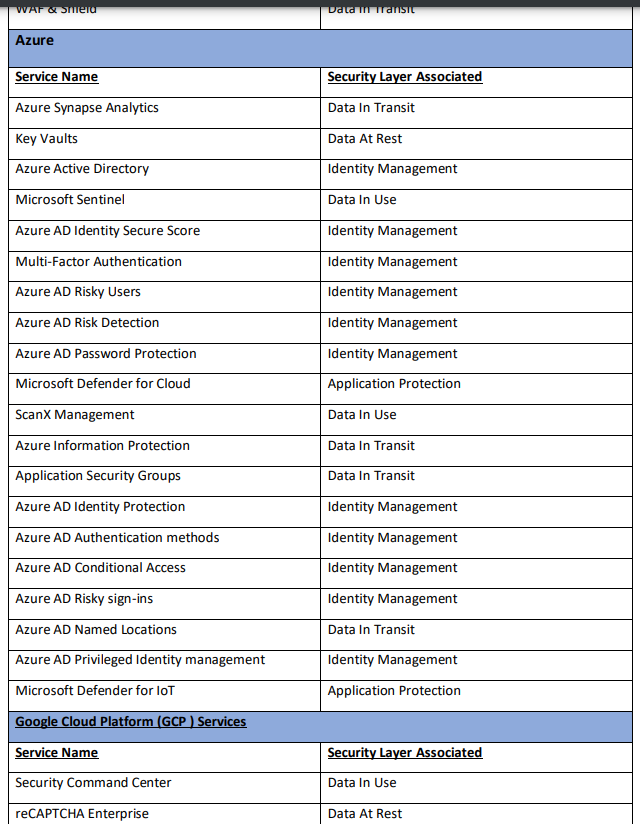 WAF & Shield Data In Transit
Azure
Service Name Security Layer Associated
Azure Synapse Analytics Data In Transit
Key Vaults Data At Rest
Azure Active Directory Identity Management
Microsoft Sentinel Data In Use
Azure AD Identity Secure Score Identity Management
Multi-Factor Authentication Identity Management
Azure AD Risky Users Identity Management
Azure AD Risk Detection Identity Management
Azure AD Password Protection Identity Management
Microsoft Defender for Cloud Application Protection
ScanX Management Data In Use
Azure Information Protection Data In Transit
Application Security Groups Data In Transit
Azure AD Identity Protection Identity Management
Azure AD Authentication methods Identity Management
Azure AD Conditional Access Identity Management
Azure AD Risky sign-ins Identity Management
Azure AD Named Locations Data In Transit
Azure AD Privileged Identity management Identity Management
Microsoft Defender for IoT Application Protection
Google Cloud Platform (GCP ) Services
Service Name Security Layer Associated
Security Command Center Data In Use
reCAPTCHA Enterprise Data At Rest